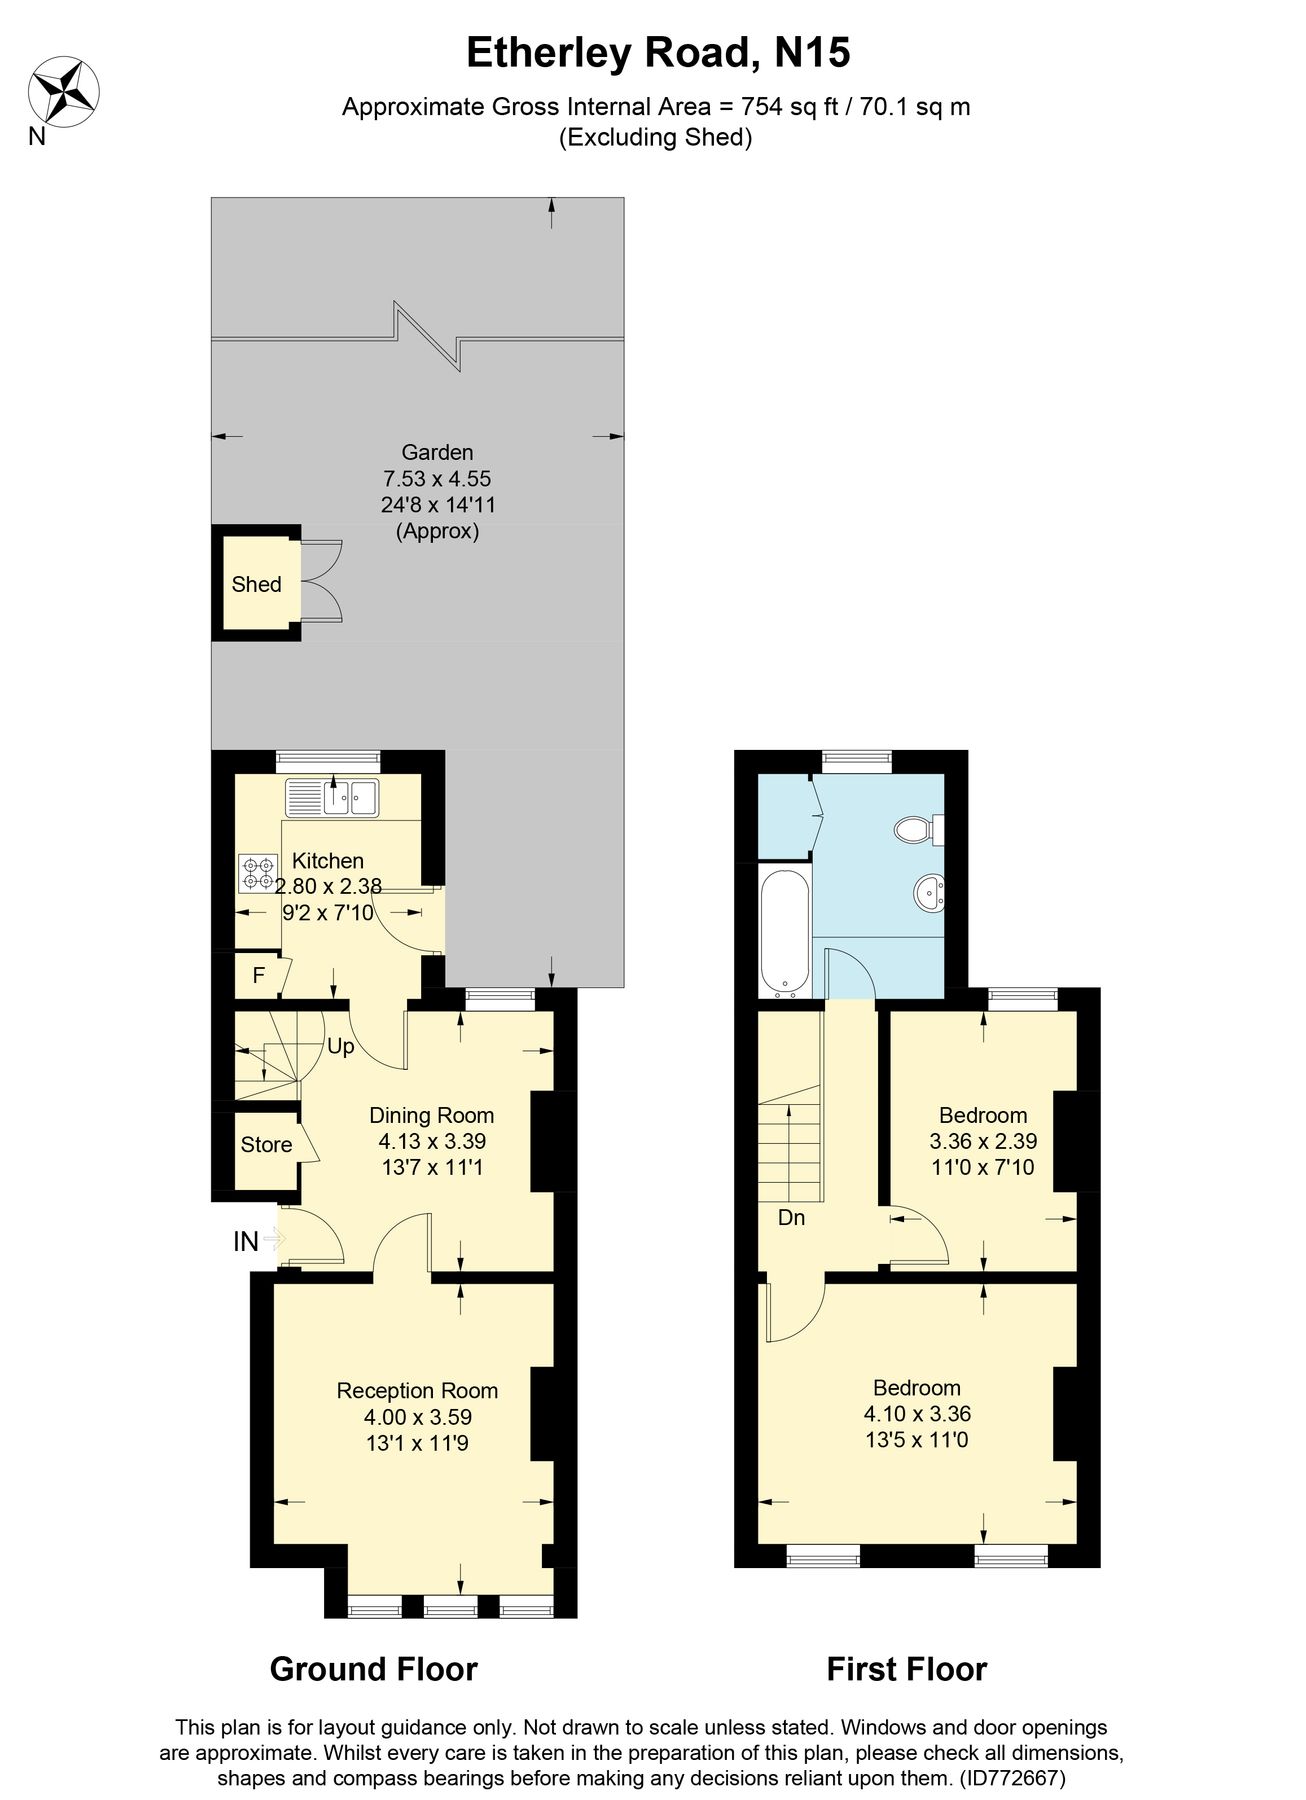 Etherley Road, N15
Approximate Gross Internal Area = 754 sq ft / 70.1 sq m
(Excluding Shed)
N
Garden
7.53 x 4.55
24'8 x 14'11
(Approx)
Shed
Kitchen
2.80 x 2.38
9'2 x 7'10
F
Up
Dining Room
4.13 x 3.39
13'7 x 11'1
Store
IN
Reception Room
4.00 x 3.59
13'1 x 11'9
Bedroom
3.36 x 2.39
11'0 x 7'10
Dn
Bedroom
4.10 x 3.36
13'5 x 11'0
Ground Floor
First Floor
This plan is for layout guidance only. Not drawn to scale unless stated. Windows and door openings
are approximate. Whilst every care is taken in the preparation of this plan, please check all dimensions,
shapes and compass bearings before making any decisions reliant upon them. (ID772667)